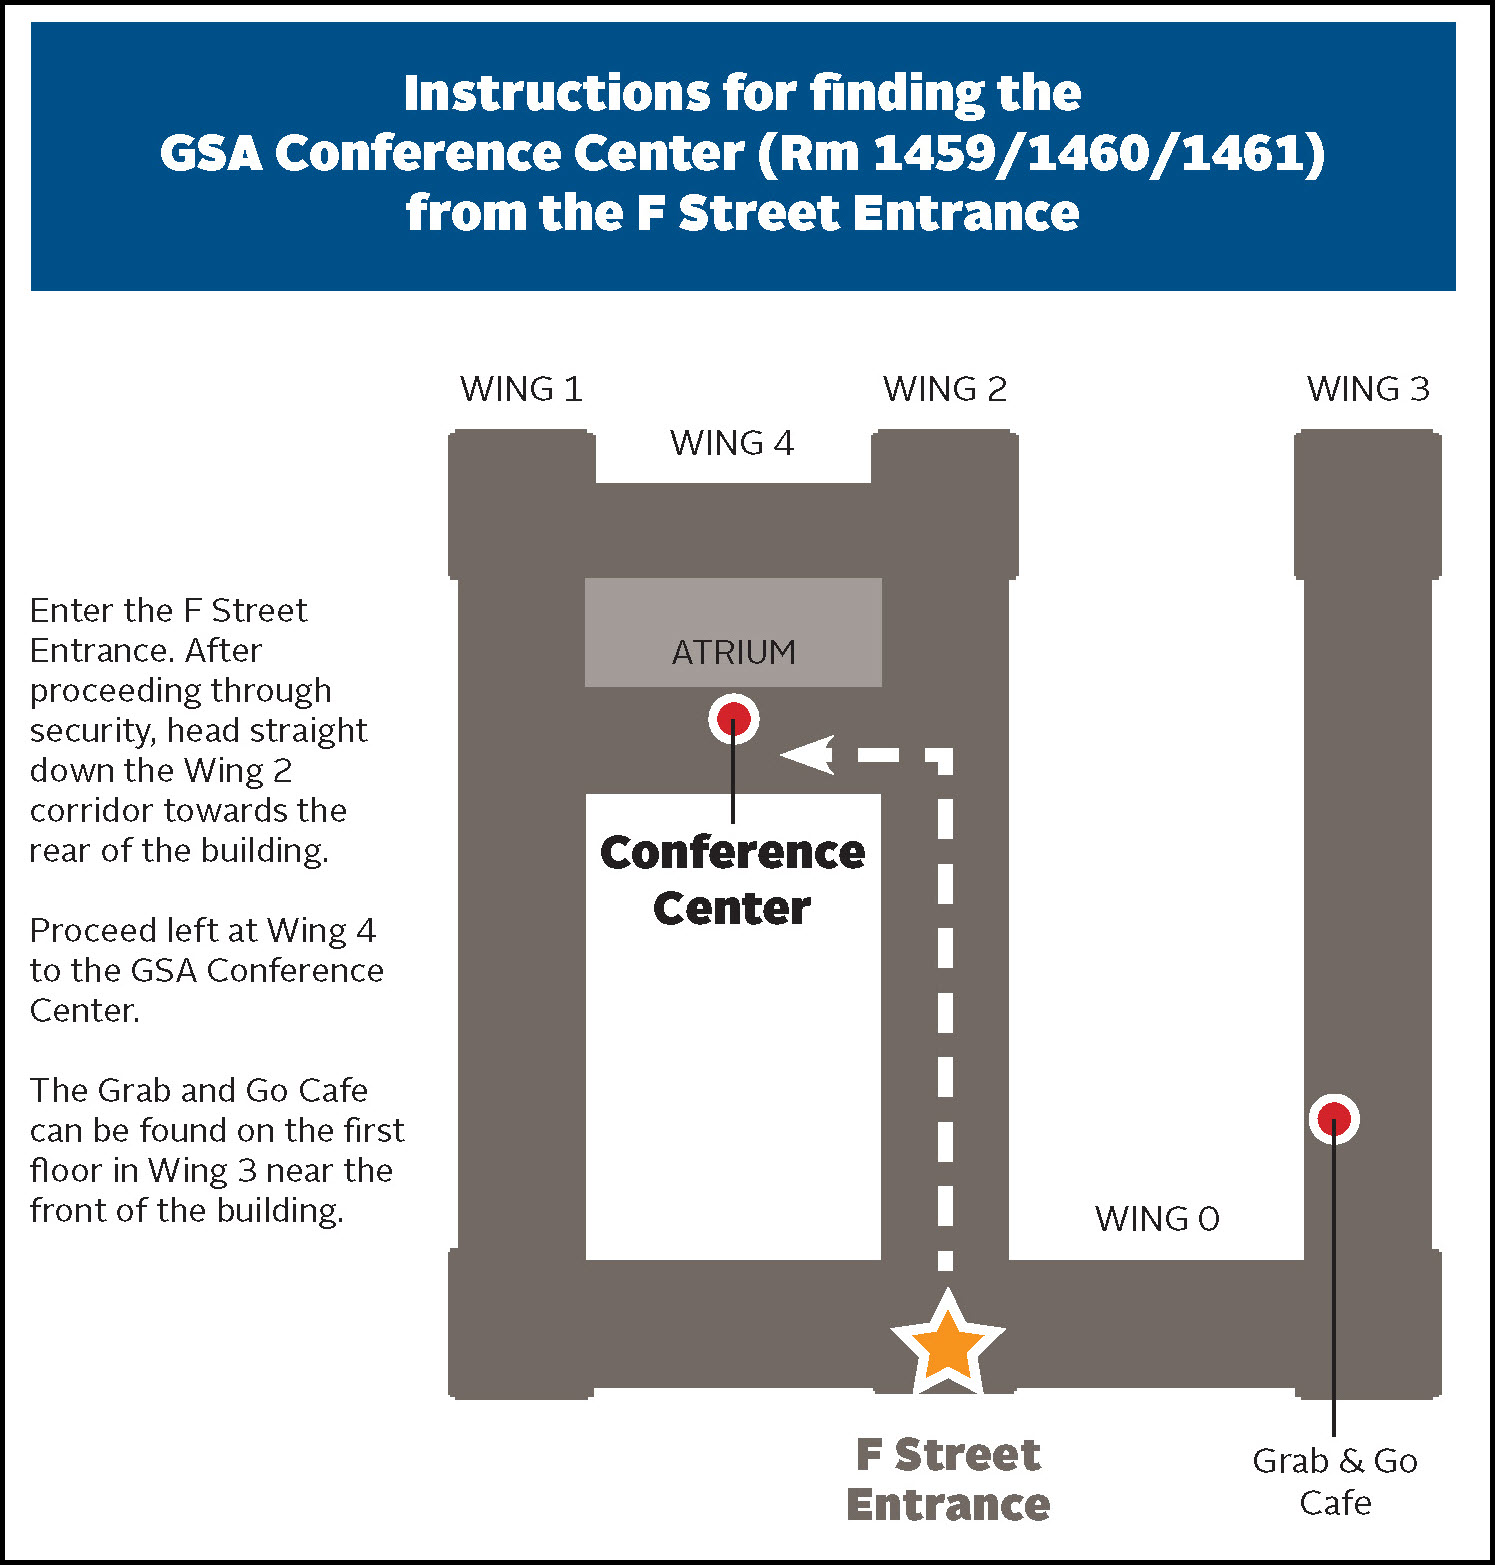 Instructions for finding the
GSA Conference Center (Rm 1459/1460/1461)
from the F Street Entrance
WING 1
WING 2
WING 3
WING 4
ATRIUM
Enter the F Street
Entrance. After
proceeding through
security, head straight
down the Wing 2
corridor towards the
rear of the building.
Proceed left at Wing 4
to the GSA Conference
Center.
The Grab and Go Cafe
can be found on the first
floor in Wing 3 near the
front of the building.
Conference
Center
WING 0
F Street
Entrance
Grab & Go
Cafe